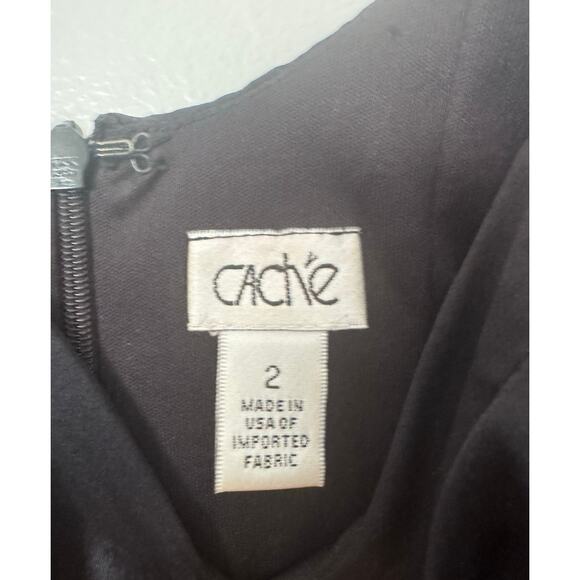 CACHé
2
MADE IN
USA OF
IMPORTED
FABRIC